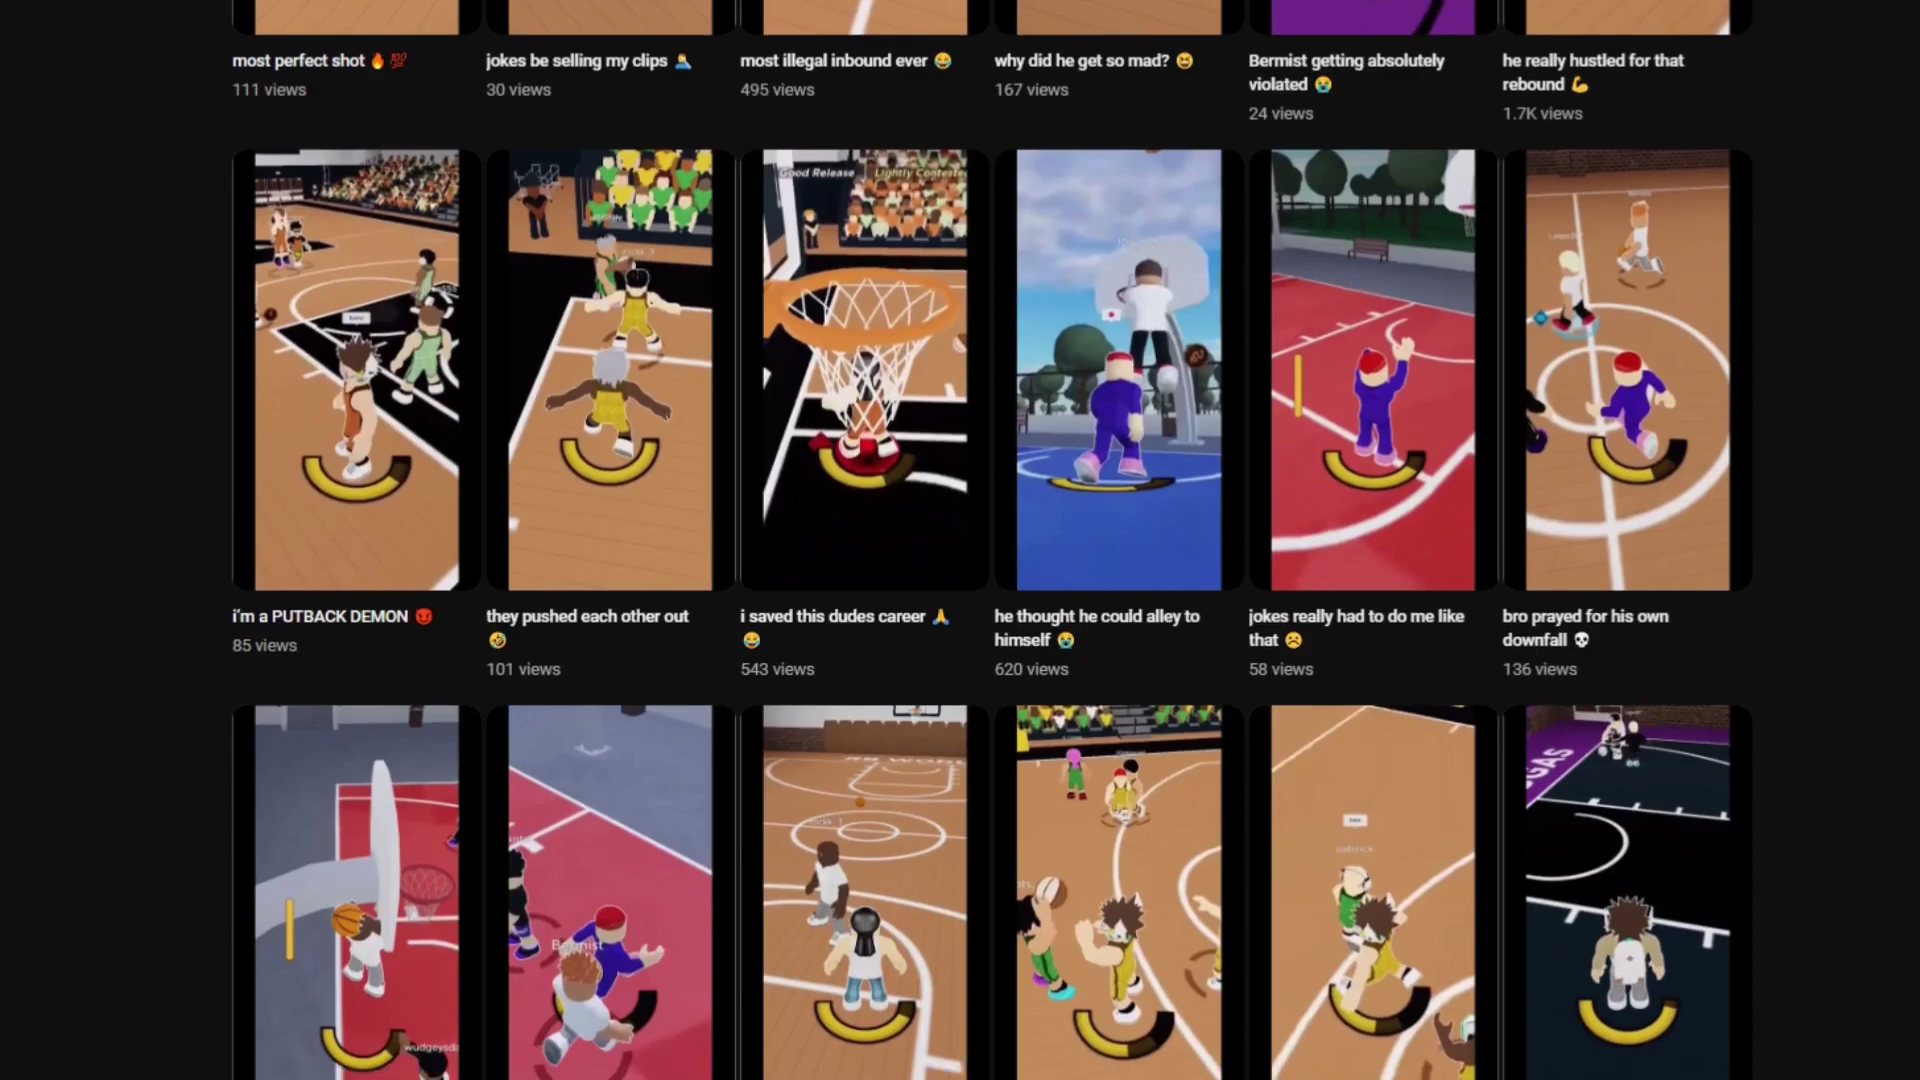 most perfect shot 🔥💯
111 views
jokes be selling my clips 🤦‍♂️
30 views
most illegal inbound ever 😂
495 views
why did he get so mad? 😆
167 views
Bermist getting absolutely
violated 😭
24 views
he really hustled for that
rebound 💪
1.7K views
Good Release
Lightly Contested
i'm a PUTBACK DEMON 👿
85 views
they pushed each other out
🤣
101 views
i saved this dudes career 🙏
😂
543 views
he thought he could alley to
himself 😭
620 views
jokes really had to do me like
that ☹️
58 views
bro prayed for his own
downfall 💀
136 views
GAS
Bermist